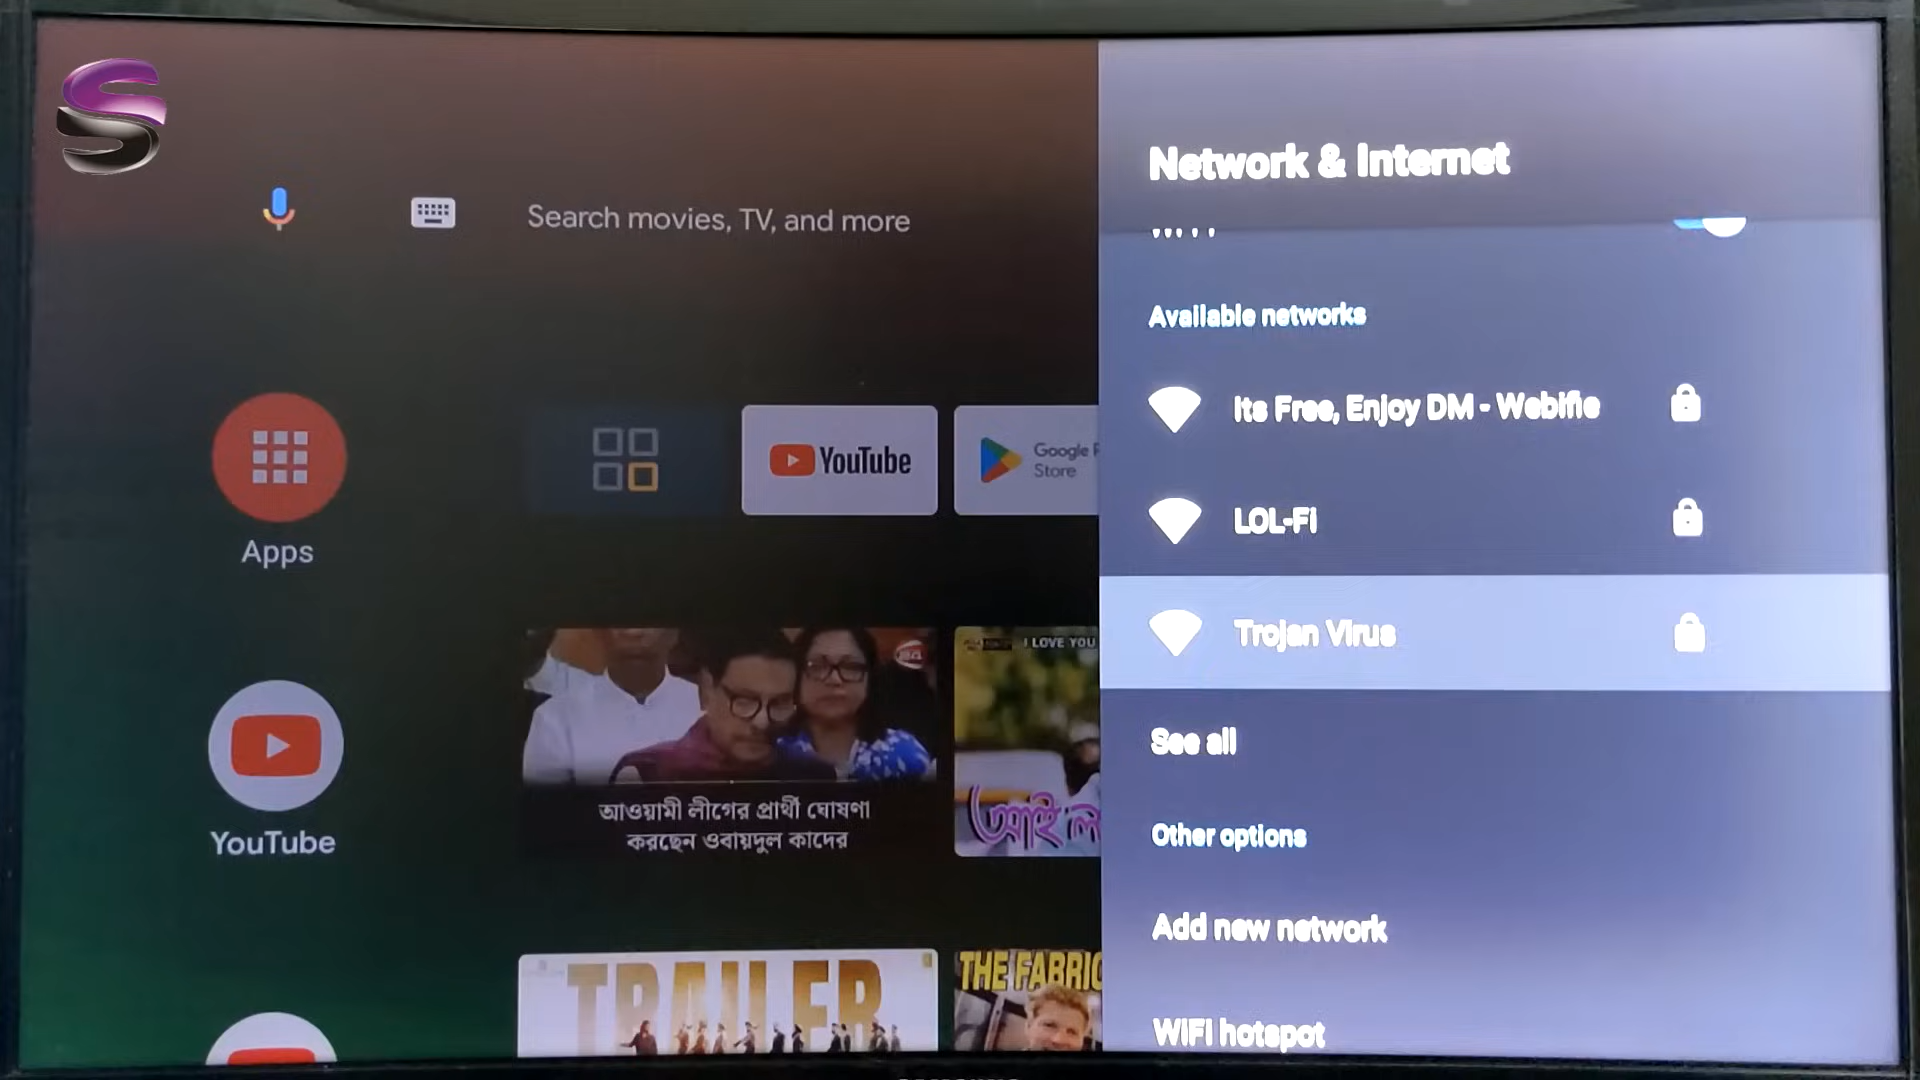 Search movies, TV, and more
Apps
YouTube
YouTube
Google
Store
আওয়ামী লীগের প্রার্থী ঘোষণা
করছেন ওবায়দুল কাদের
I LOVE YOU
আই
TRAILER
THE FABRIC
Network & Internet
Available networks
Its Free, Enjoy DM - Webifie
LOL-Fi
Trojan Virus
See all
Other options
Add new network
WiFi hotspot